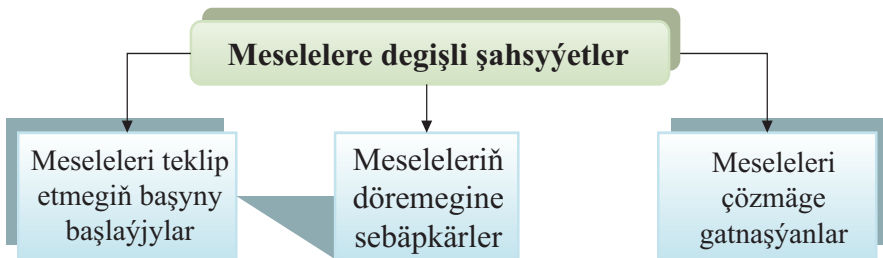 Meselelere degişli şahsyýetler
Meseleleri teklip
etmegiň başyny
başlaýjylar
Meseleleriň
döremegine
sebäpkärler
Meseleleri
çözmäge
gatnaşýanlar